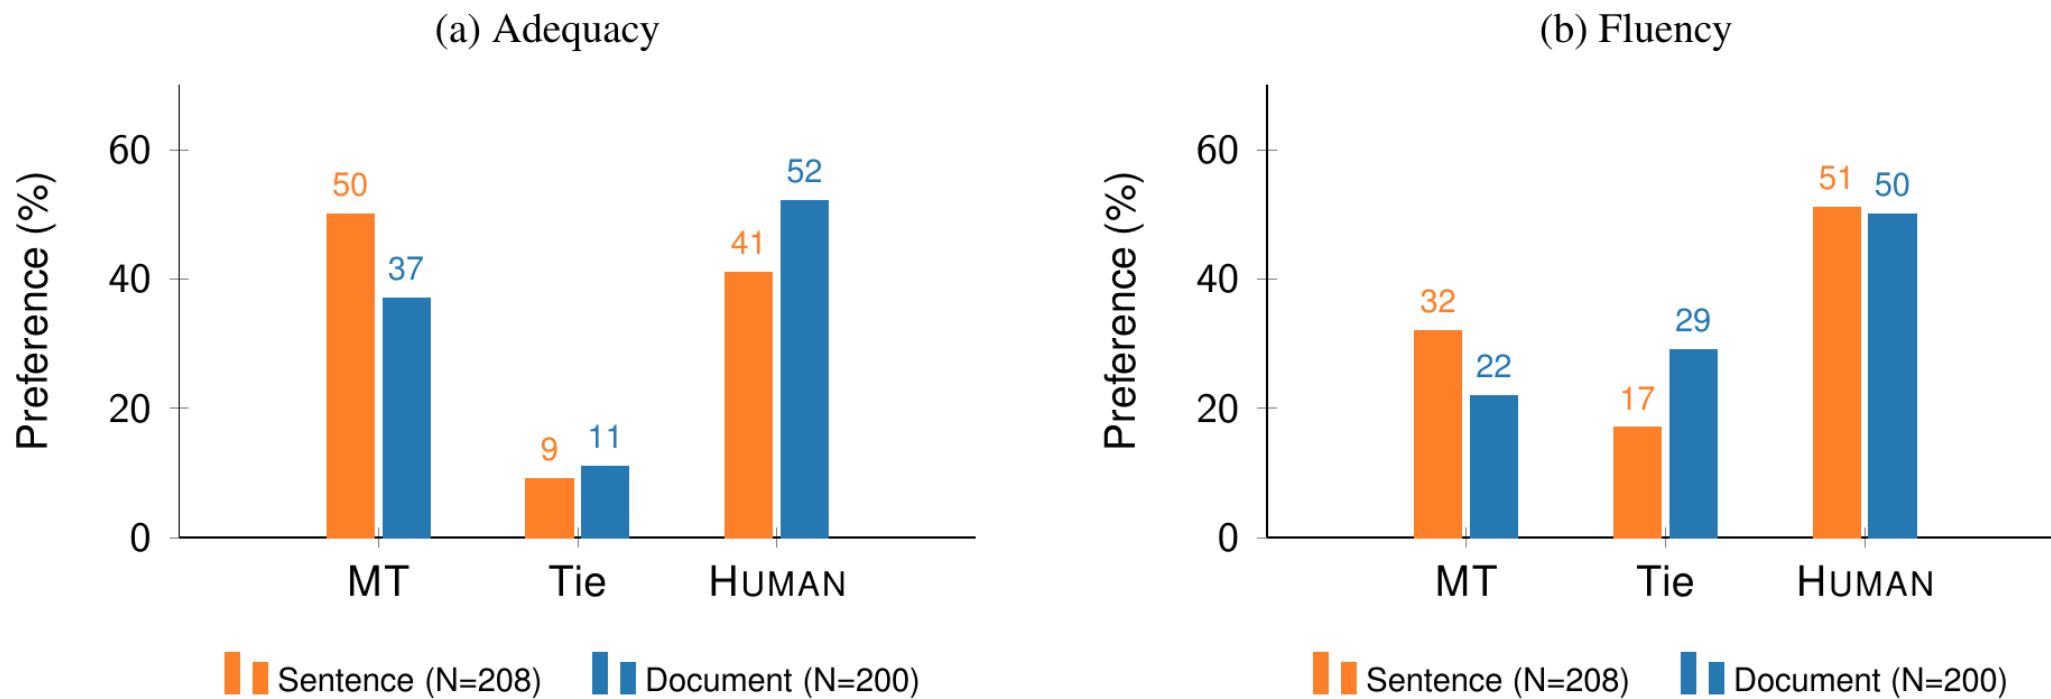 (a) Adequacy
Preference (%)
60
40
20
0
50
37
9
11
41
52
MT
Tie
HUMAN
Sentence (N=208)
Document (N=200)
(b) Fluency
Preference (%)
60
40
20
0
32
22
17
29
51
50
MT
Tie
HUMAN
Sentence (N=208)
Document (N=200)